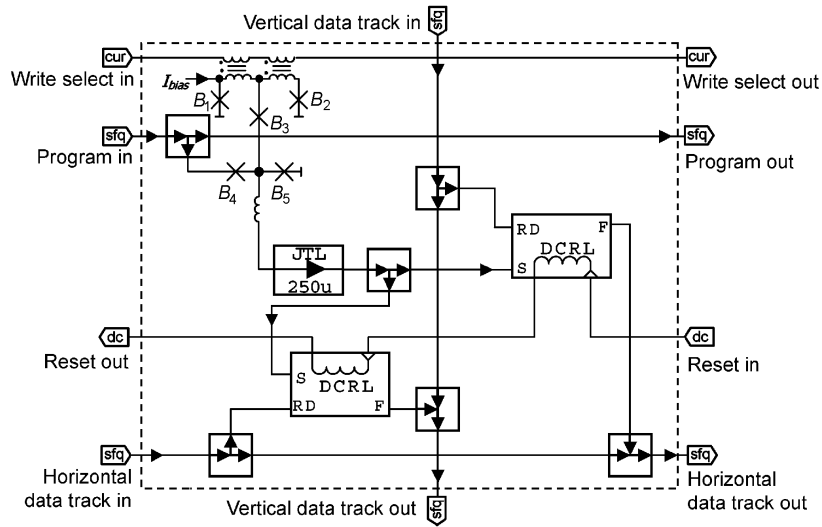 Vertical data track in
sfq
cur
cur
Write select in
Write select out
Ibias
B1
B2
B3
sfq
sfq
Program in
Program out
B4
B5
RD
F
DCRL
S
JTL
250u
dc
dc
Reset out
Reset in
S
DCRL
RD
F
sfq
sfq
Horizontal
data track in
Horizontal
data track out
Vertical data track out
sfq